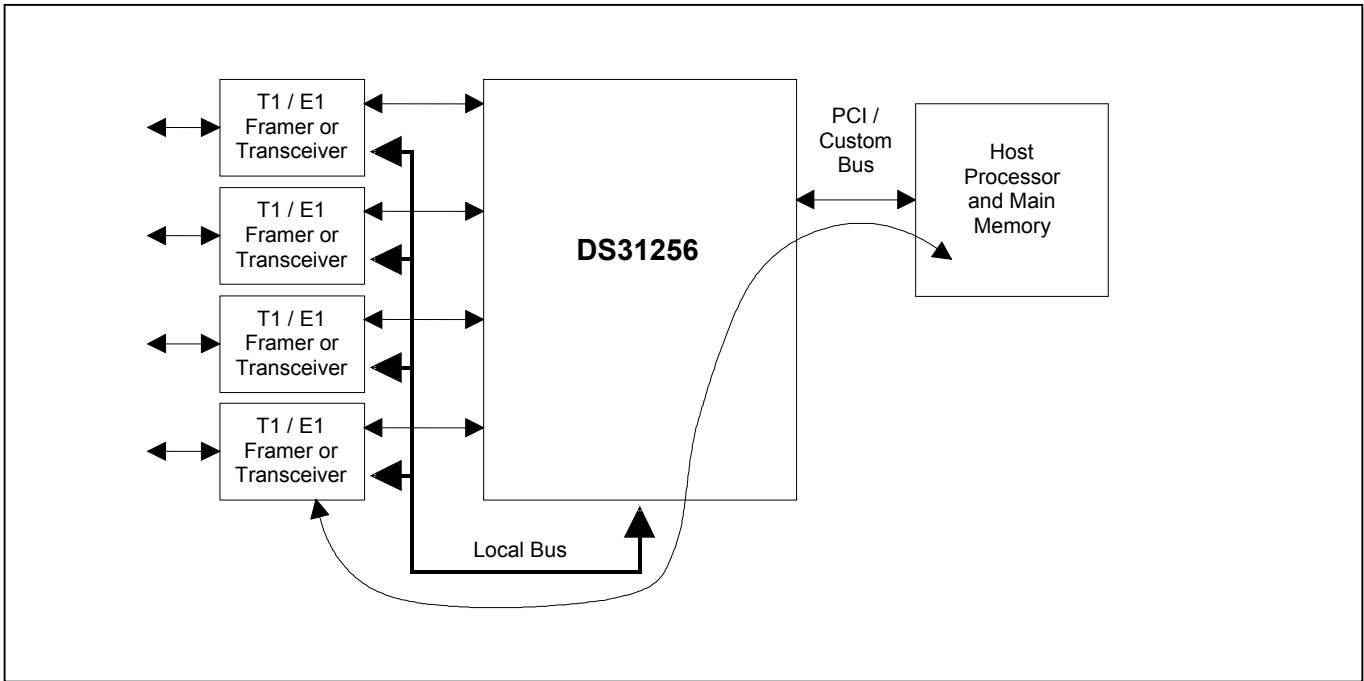 T1 / E1
Framer or
Transceiver
T1 / E1
Framer or
Transceiver
T1 / E1
Framer or
Transceiver
T1 / E1
Framer or
Transceiver
DS31256
Local Bus
PCI /
Custom
Bus
Host
Processor
and Main
Memory